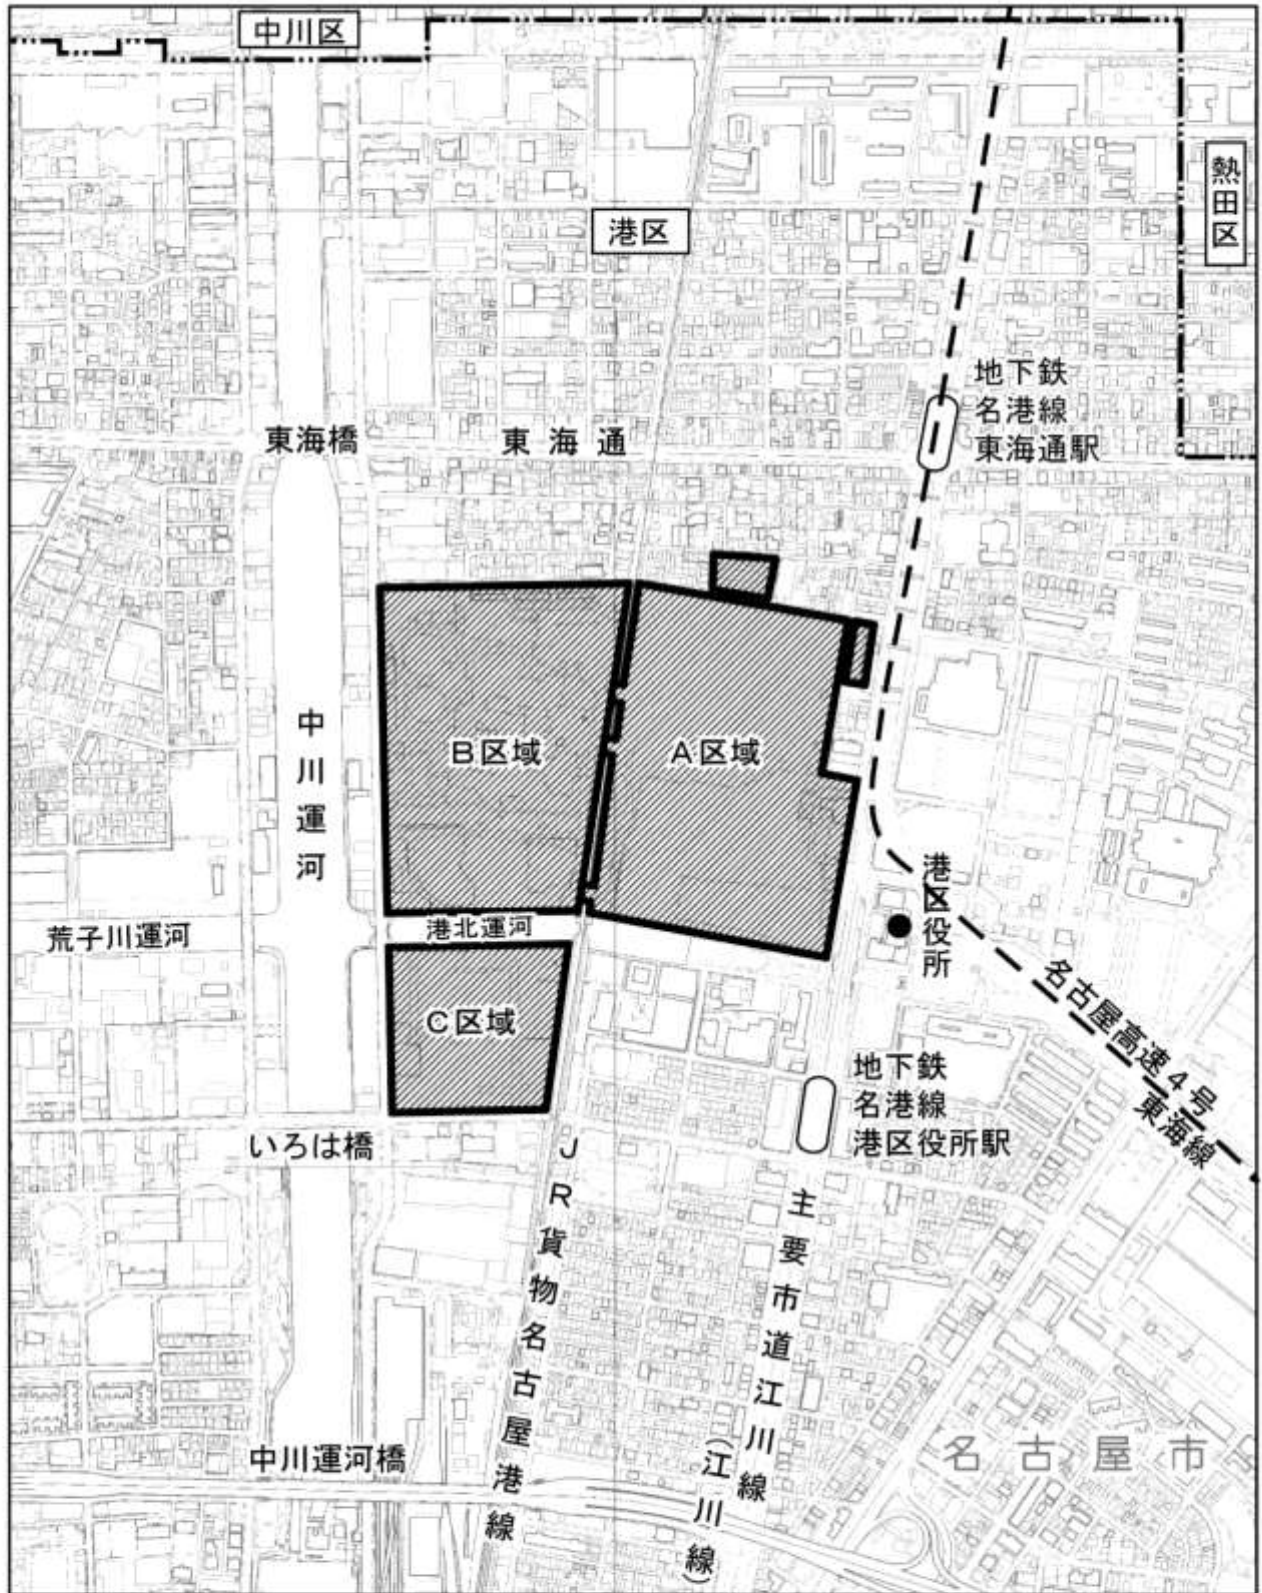 中川区
熱田区
港区
地下鉄
名港線
東海通駅
東海橋
東海通
中川運河
B区域
A区域
港区役所
荒子川運河
港北運河
C区域
名古屋高速4号
東海線
地下鉄
名港線
港区役所駅
いろは橋
JR貨物名古屋港線
主要市道江川線
(江川線)
名古屋市
中川運河橋